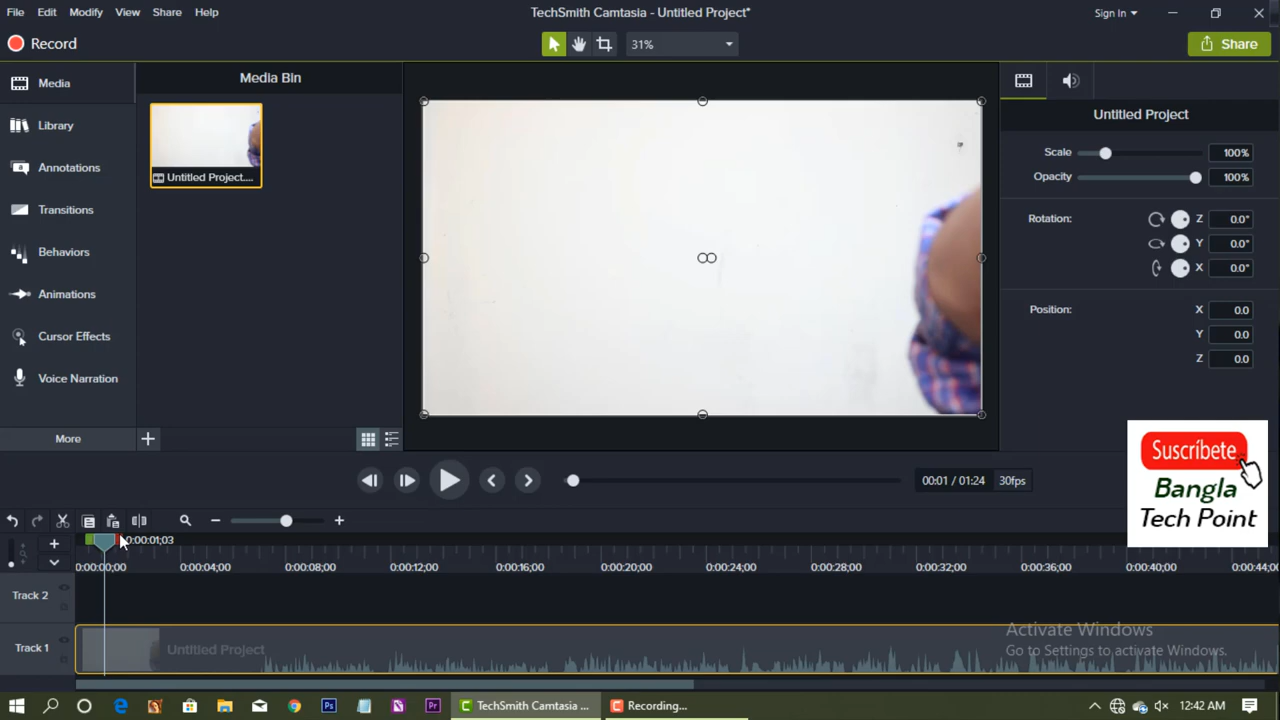 File Edit Modify View Share Help
TechSmith Camtasia - Untitled Project*
Sign In
Record
31%
Share
Media
Library
Annotations
Transitions
Behaviors
Animations
Cursor Effects
Voice Narration
More
Media Bin
Untitled Project....
Untitled Project
Scale 100%
Opacity 100%
Rotation: Z 0.0°
Y 0.0°
X 0.0°
Position: X 0.0
Y 0.0
Z 0.0
Suscríbete
Bangla
Tech Point
00:01 / 01:24 30fps
0:00:01;03
0:00:00;00 0:00:04;00 0:00:08;00 0:00:12;00 0:00:16;00 0:00:20;00 0:00:24;00 0:00:28;00 0:00:32;00 0:00:36;00 0:00:40;00 0:00:44;00
Track 2
Track 1
Untitled Project
Activate Windows
Go to Settings to activate Windows.
TechSmith Camtasia ...
Recording...
12:42 AM